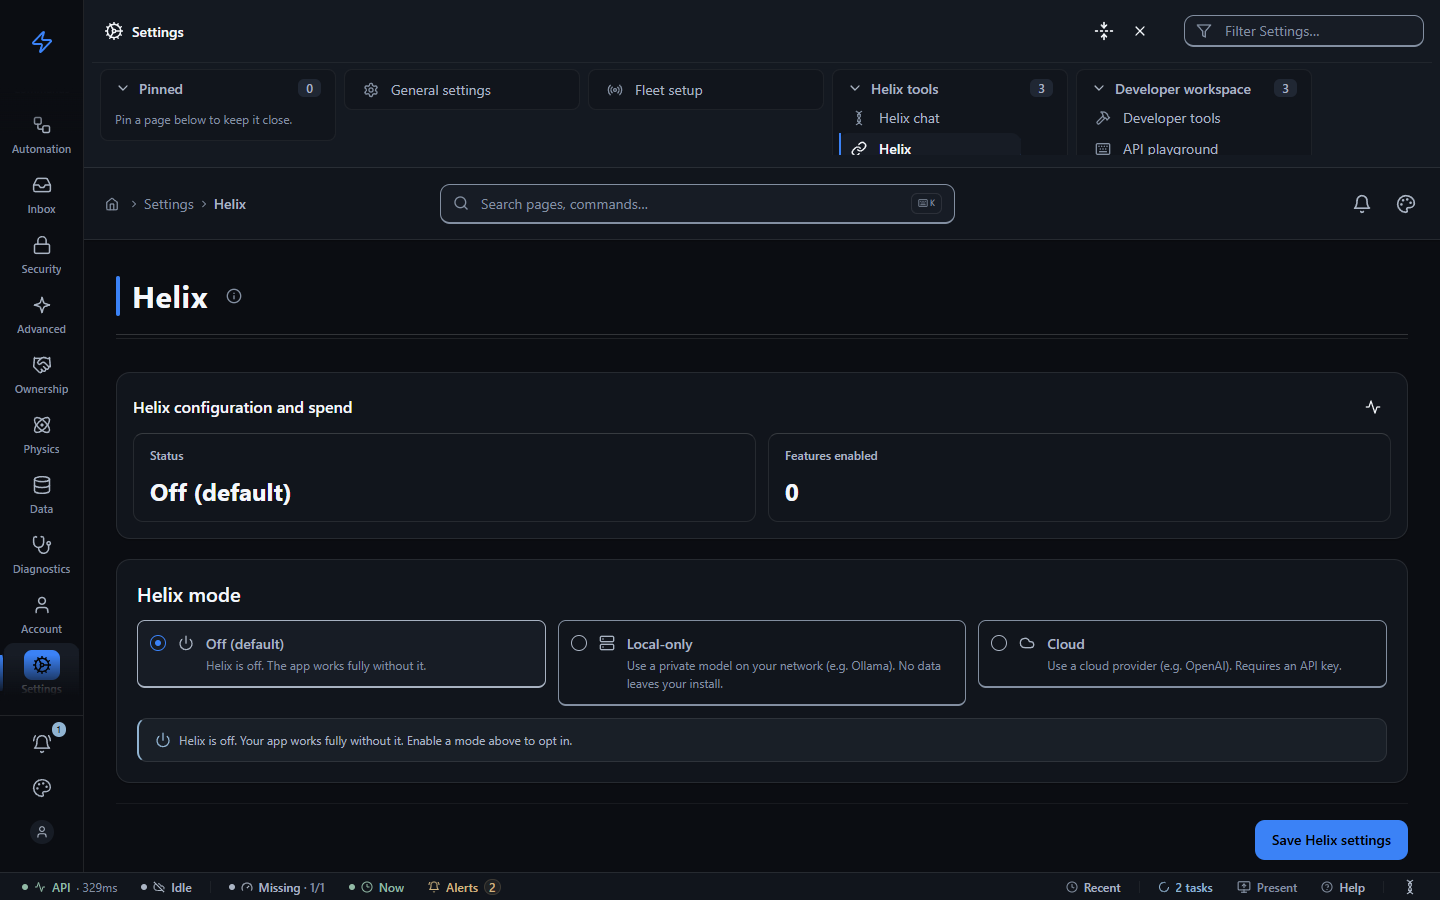 Settings
Filter Settings...
Pinned 0
Pin a page below to keep it close.
General settings
Fleet setup
Helix tools 3
Helix chat
Helix
Developer workspace 3
Developer tools
API playground
Automation
Inbox
Security
Advanced
Ownership
Physics
Data
Diagnostics
Account
Settings
1
Settings
Helix
Search pages, commands...
K
Helix
Helix configuration and spend
Status
Off (default)
Features enabled
0
Helix mode
Off (default)
Helix is off. The app works fully without it.
Local-only
Use a private model on your network (e.g. Ollama). No data
leaves your install.
Cloud
Use a cloud provider (e.g. OpenAI). Requires an API key.
Helix is off. Your app works fully without it. Enable a mode above to opt in.
Save Helix settings
API · 329ms
Idle
Missing · 1/1
Now
Alerts 2
Recent
2 tasks
Present
Help